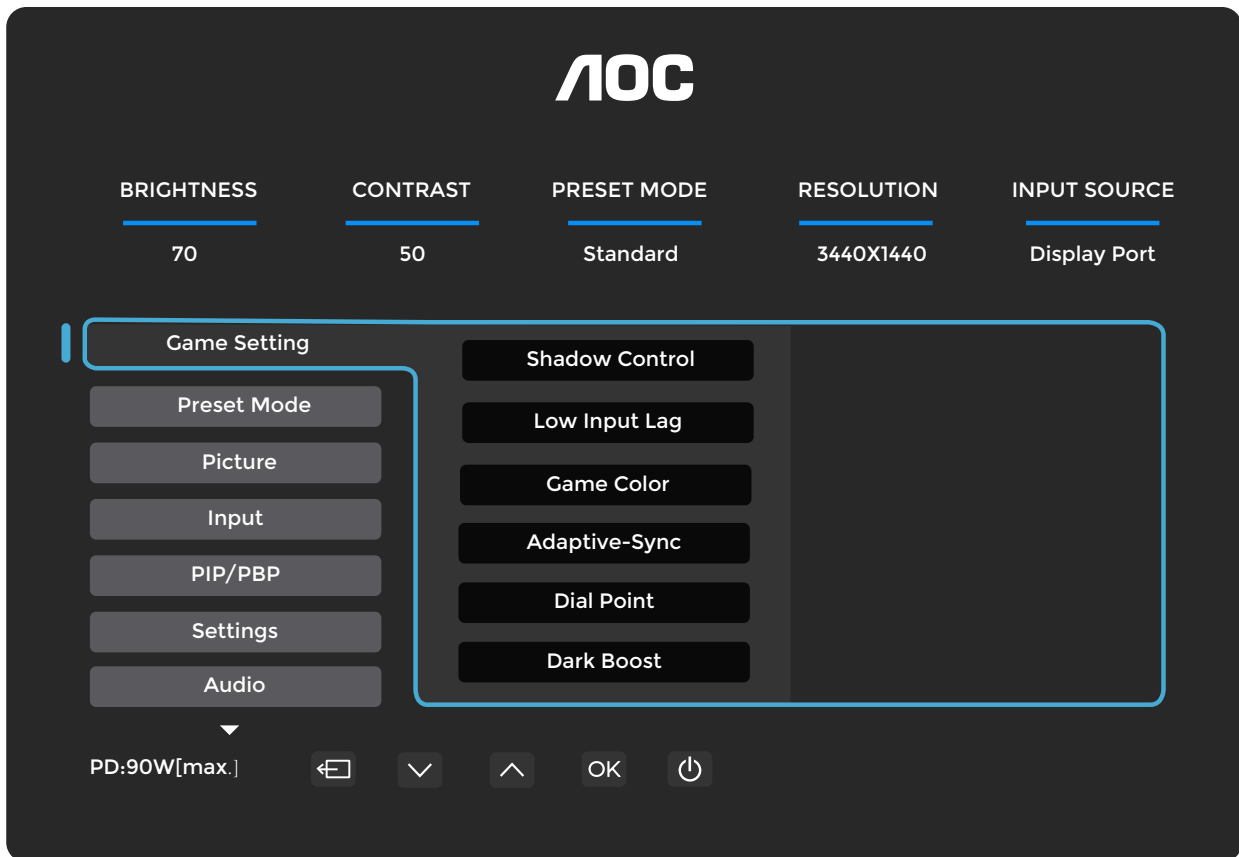 AOC
BRIGHTNESS CONTRAST PRESET MODE RESOLUTION INPUT SOURCE
70 50 Standard 3440X1440 Display Port
Game Setting
Preset Mode
Picture
Input
PIP/PBP
Settings
Audio
Shadow Control
Low Input Lag
Game Color
Adaptive-Sync
Dial Point
Dark Boost
PD:90W[max.] OK